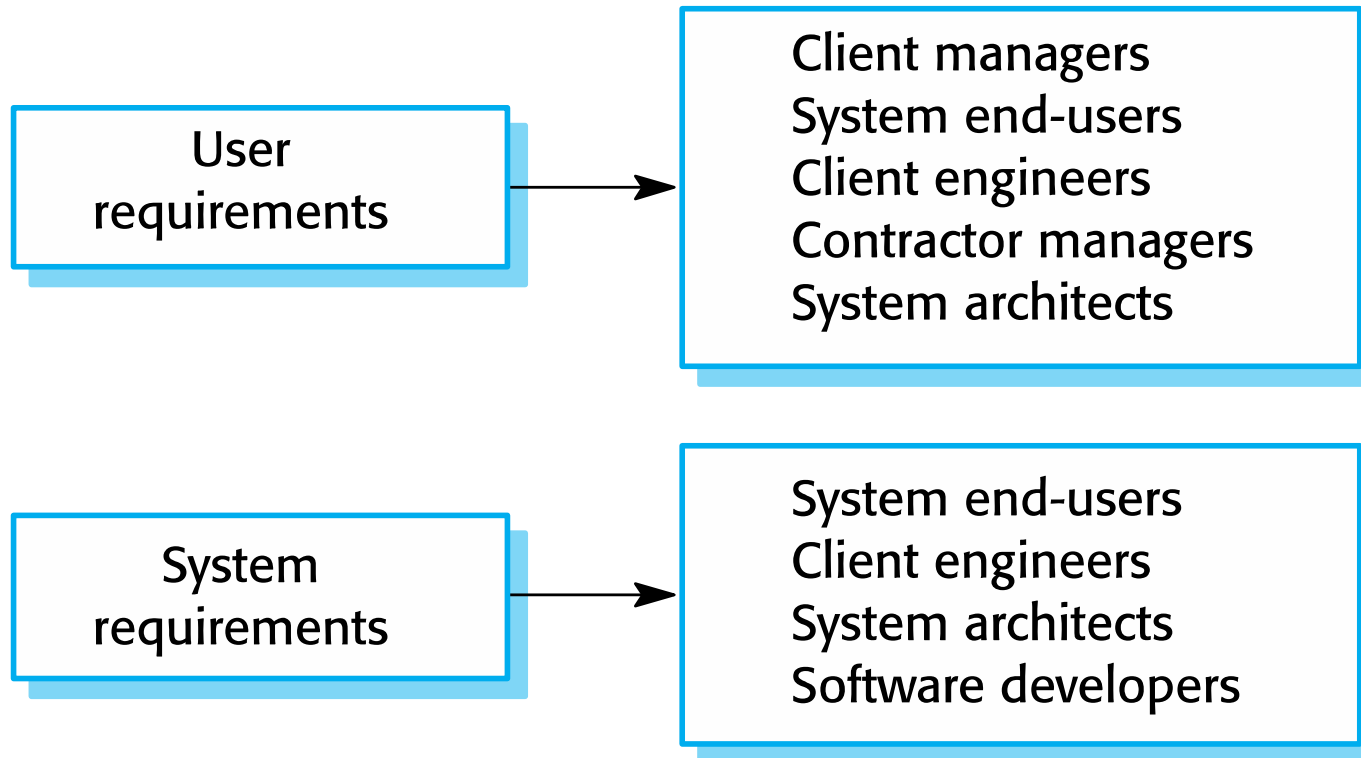 User
requirements
Client managers
System end-users
Client engineers
Contractor managers
System architects
System
requirements
System end-users
Client engineers
System architects
Software developers